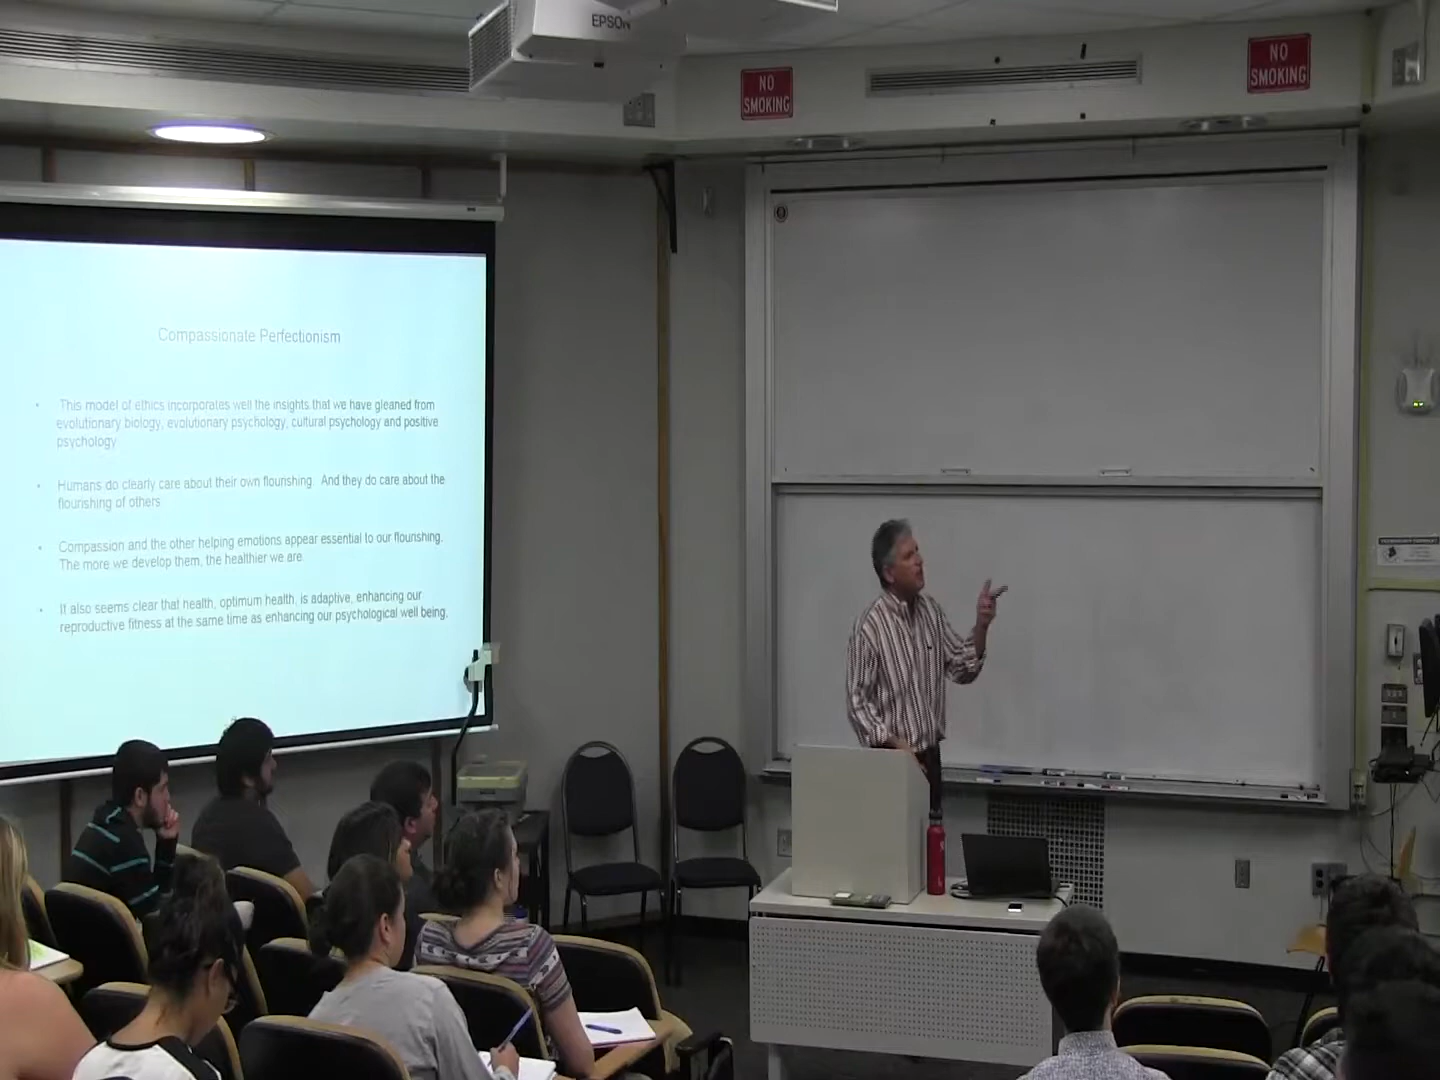 EPSON
NO
SMOKING
NO
SMOKING
Compassionate Perfectionism
• This model of ethics incorporates well the insights that we have gleaned from
evolutionary biology, evolutionary psychology, cultural psychology and positive
psychology
• Humans do clearly care about their own flourishing. And they do care about the
flourishing of others
• Compassion and the other helping emotions appear essential to our flourishing.
The more we develop them, the healthier we are.
• It also seems clear that health, optimum health, is adaptive, enhancing our
reproductive fitness at the same time as enhancing our psychological well being.